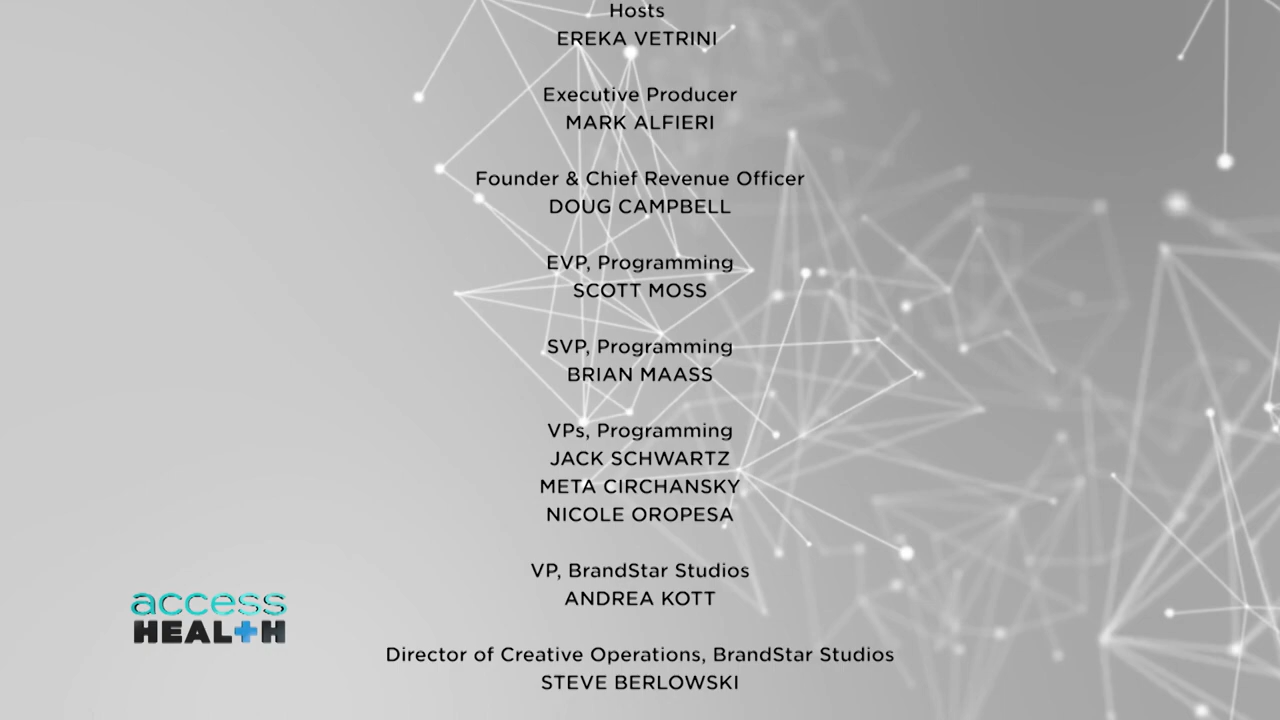 Hosts
EREKA VETRINI
Executive Producer
MARK ALFIERI
Founder & Chief Revenue Officer
DOUG CAMPBELL
EVP, Programming
SCOTT MOSS
SVP, Programming
BRIAN MAASS
VPs, Programming
JACK SCHWARTZ
META CIRCHANSKY
NICOLE OROPESA
VP, BrandStar Studios
ANDREA KOTT
access
HEALTH
Director of Creative Operations, BrandStar Studios
STEVE BERLOWSKI